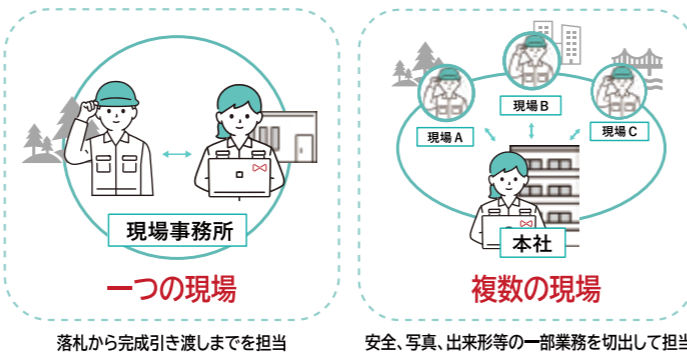 現場事務所
一つの現場
落札から完成引き渡しまでを担当
現場A
現場B
現場C
本社
複数の現場
安全、写真、出来形等の一部業務を切出して担当